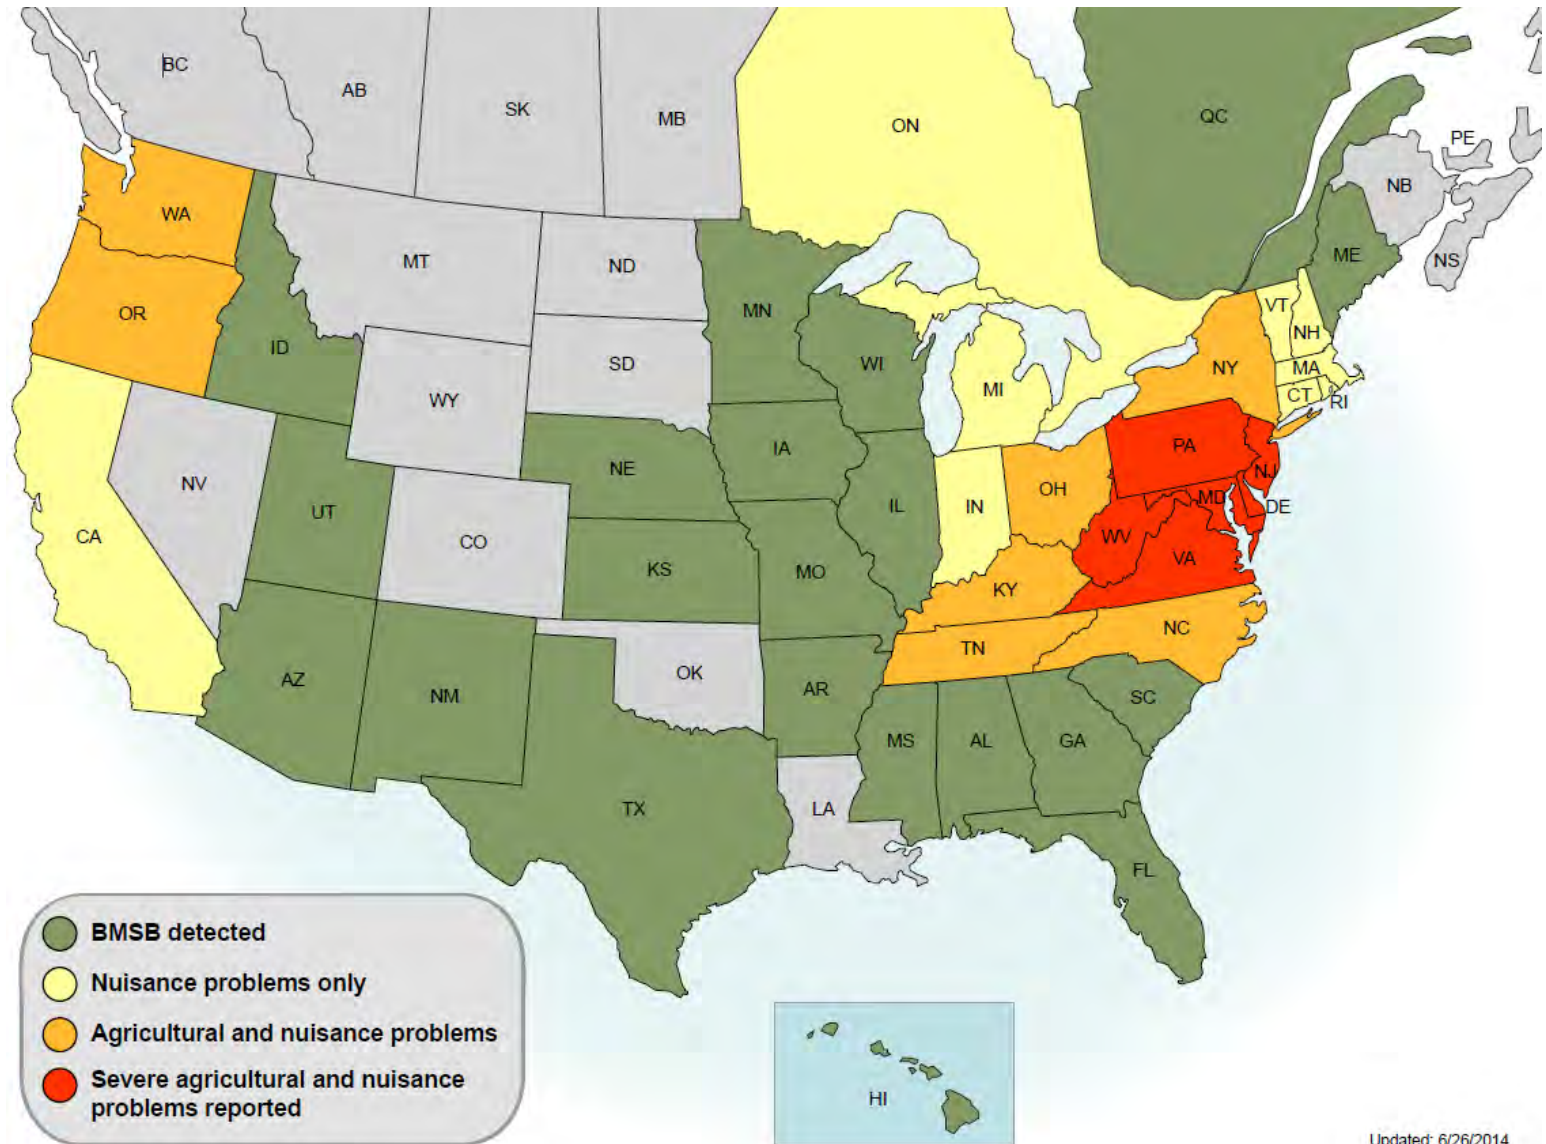 BC
AB
SK
MB
ON
QC
PE
NB
NS
ME
WA
MT
ND
MN
OR
ID
SD
WI
MI
VT
NH
NY
MA
CT
RI
WY
NE
IA
PA
NJ
NV
UT
CO
IL
IN
OH
MD
DE
WV
VA
CA
KS
MO
KY
NC
TN
AZ
NM
OK
AR
SC
MS
AL
GA
TX
LA
FL
BMSB detected
Nuisance problems only
Agricultural and nuisance problems
Severe agricultural and nuisance
problems reported
HI
Updated: 6/26/2014